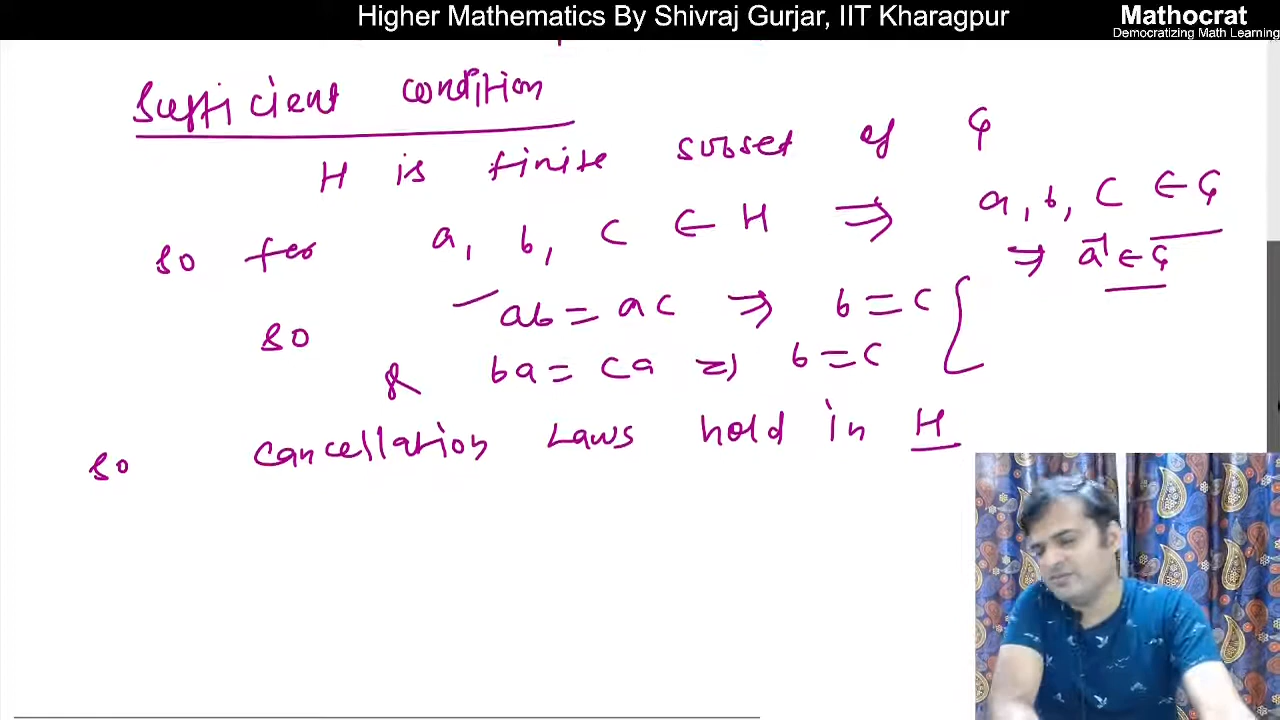 Higher Mathematics By Shivraj Gurjar, IIT Kharagpur
Mathocrat
Democratizing Math Learning
Sufficient condition
H is finite subset of G
so for a, b, c ∈ H ⇒ a, b, c ∈ G
⇒ a⁻¹ ∈ G
so ab = ac ⇒ b = c
& ba = ca ⇒ b = c
so cancellation Laws hold in H